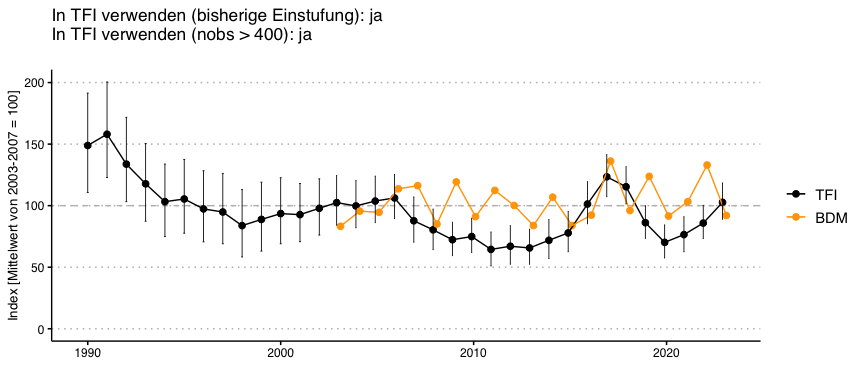 In TFI verwenden (bisherige Einstufung): ja
In TFI verwenden (nobs > 400): ja
Index [Mittelwert von 2003-2007 = 100]
200
150
100
50
0
1990
2000
2010
2020
TFI
BDM